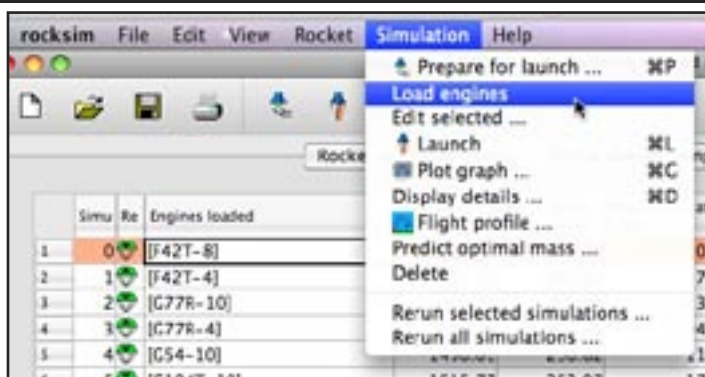 rocksim File Edit View Rocket Simulation Help
Prepare for launch ... ⌘P
Load engines
Edit selected ...
Launch ⌘L
Rocke
Plot graph ... ⌘G
Display details ... ⌘D
Simu Re Engines loaded
Flight profile ...
1 0 [F42T-8]
Predict optimal mass ...
2 1 [F42T-4]
Delete
3 2 [G77R-10]
Rerun selected simulations ...
4 3 [G77R-4]
Rerun all simulations ...
5 4 [G54-10]